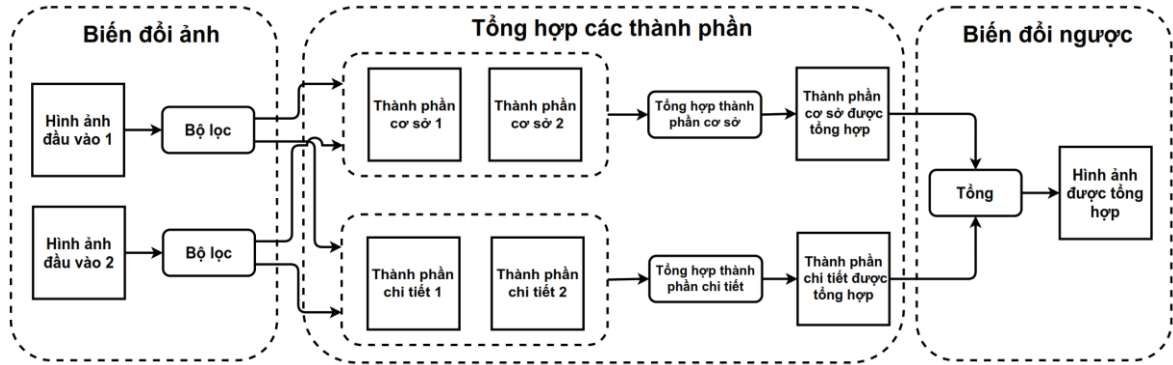 Biến đổi ảnh
Hình ảnh
đầu vào 1
Bộ lọc
Hình ảnh
đầu vào 2
Bộ lọc
Tổng hợp các thành phần
Thành phần
cơ sở 1
Thành phần
cơ sở 2
Tổng hợp thành
phần cơ sở
Thành phần
cơ sở được
tổng hợp
Thành phần
chi tiết 1
Thành phần
chi tiết 2
Tổng hợp thành
phần chi tiết
Thành phần
chi tiết được
tổng hợp
Biến đổi ngược
Tổng
Hình ảnh
được tổng
hợp